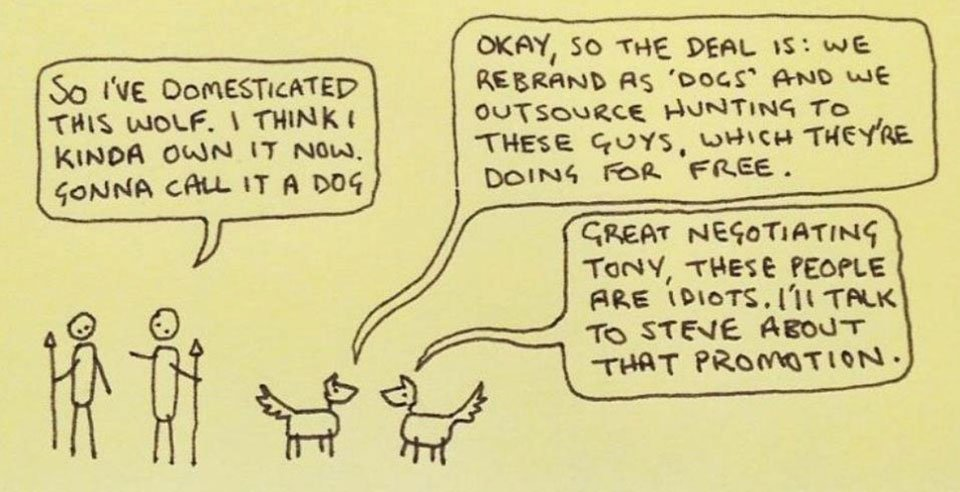 SO I'VE DOMESTICATED
THIS WOLF. I THINK I
KINDA OWN IT NOW.
GONNA CALL IT A DOG
OKAY, SO THE DEAL IS: WE
REBRAND AS 'DOGS' AND WE
OUTSOURCE HUNTING TO
THESE GUYS, WHICH THEY'RE
DOING FOR FREE.
GREAT NEGOTIATING
TONY, THESE PEOPLE
ARE IDIOTS. I'll TALK
TO STEVE ABOUT
THAT PROMOTION.